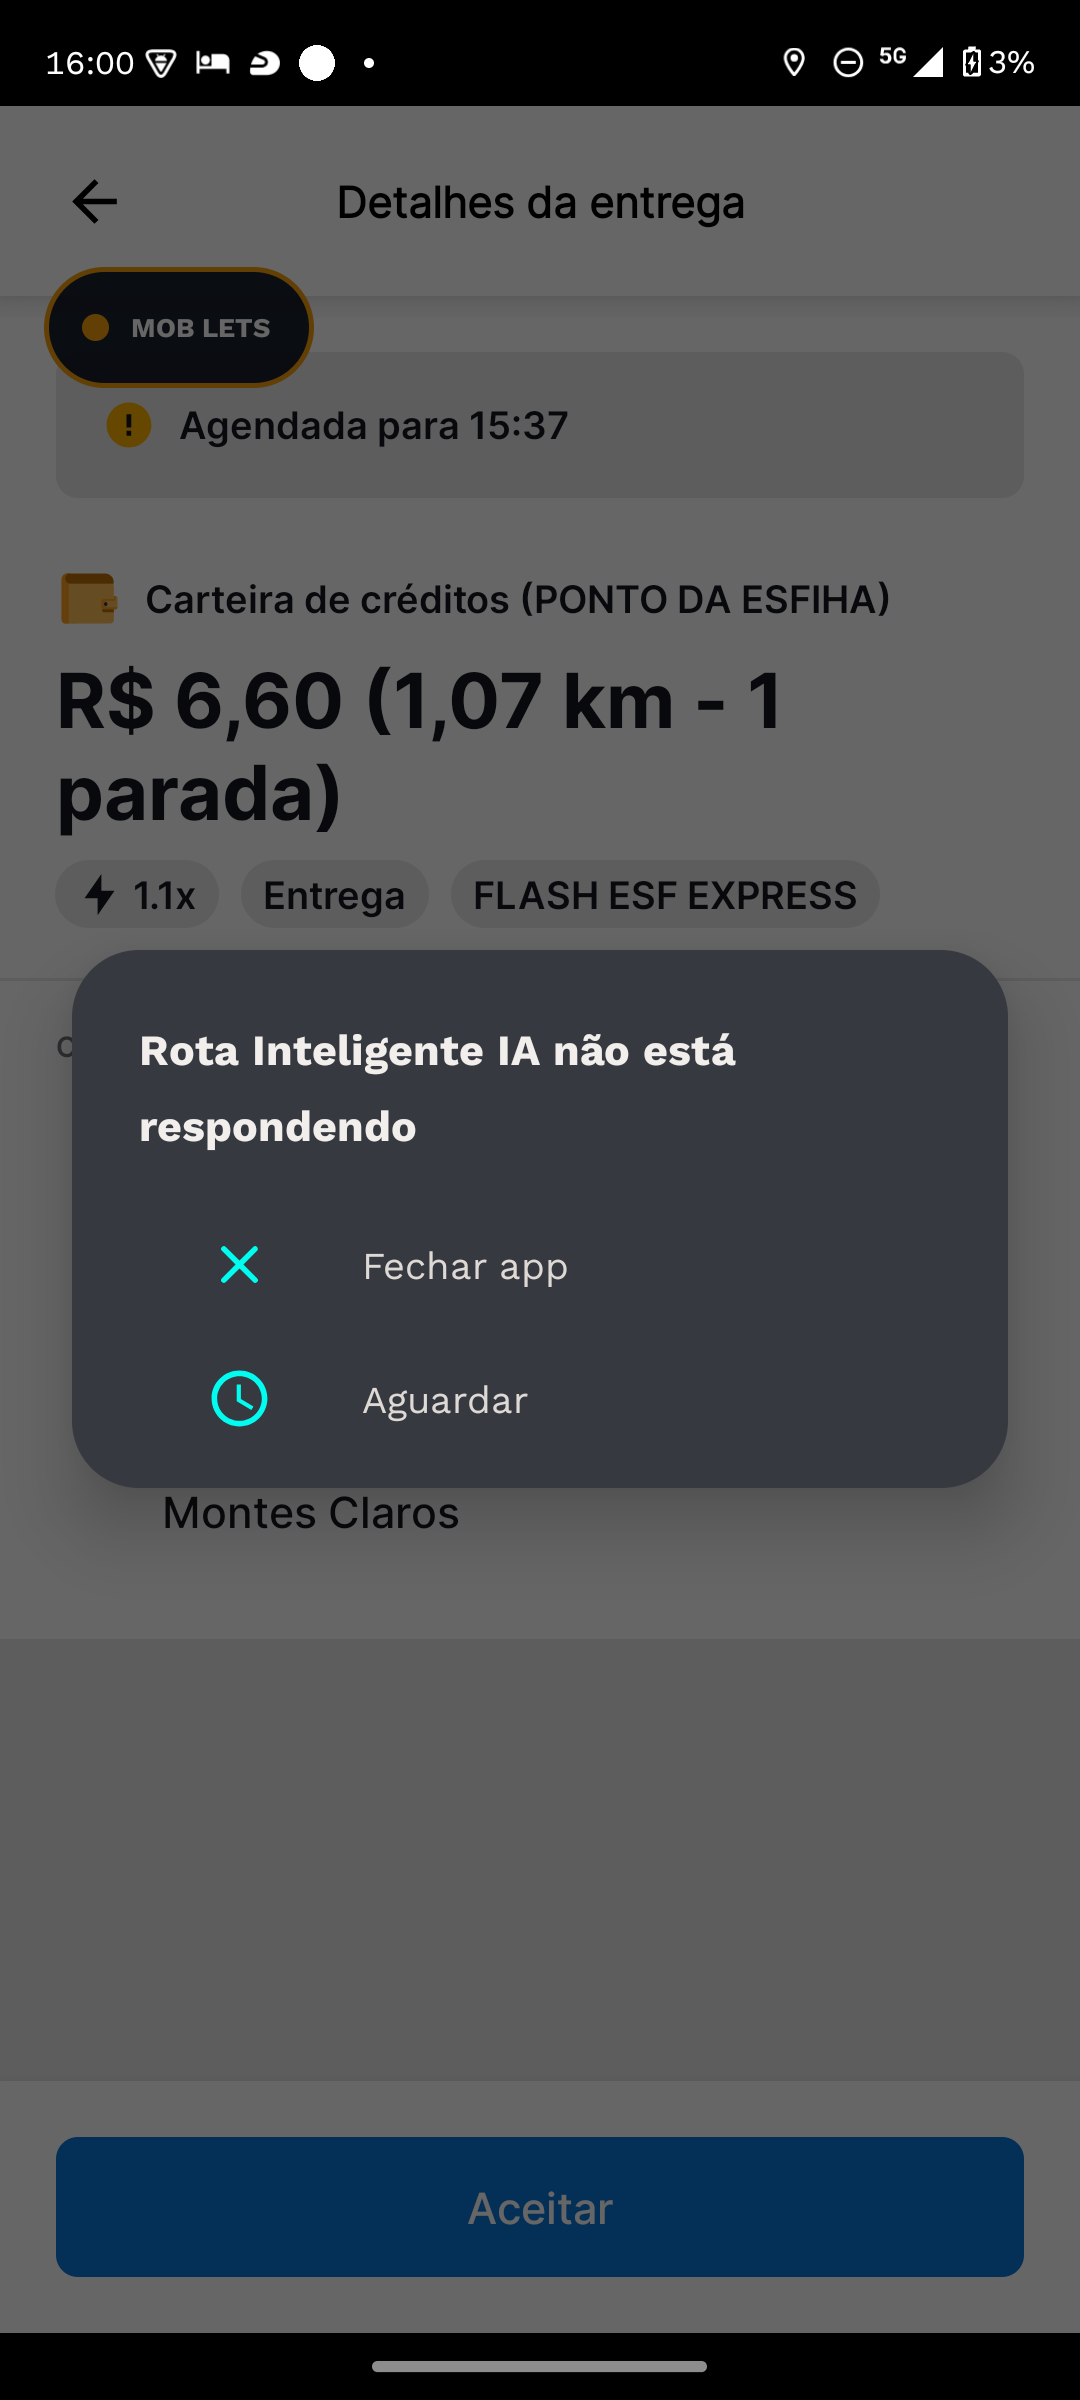 16:00
5G
3%
Detalhes da entrega
MOB LETS
Agendada para 15:37
Carteira de créditos (PONTO DA ESFIHA)
R$ 6,60 (1,07 km - 1
parada)
1.1x
Entrega
FLASH ESF EXPRESS
Rota Inteligente IA não está
respondendo
Fechar app
Aguardar
Montes Claros
Aceitar